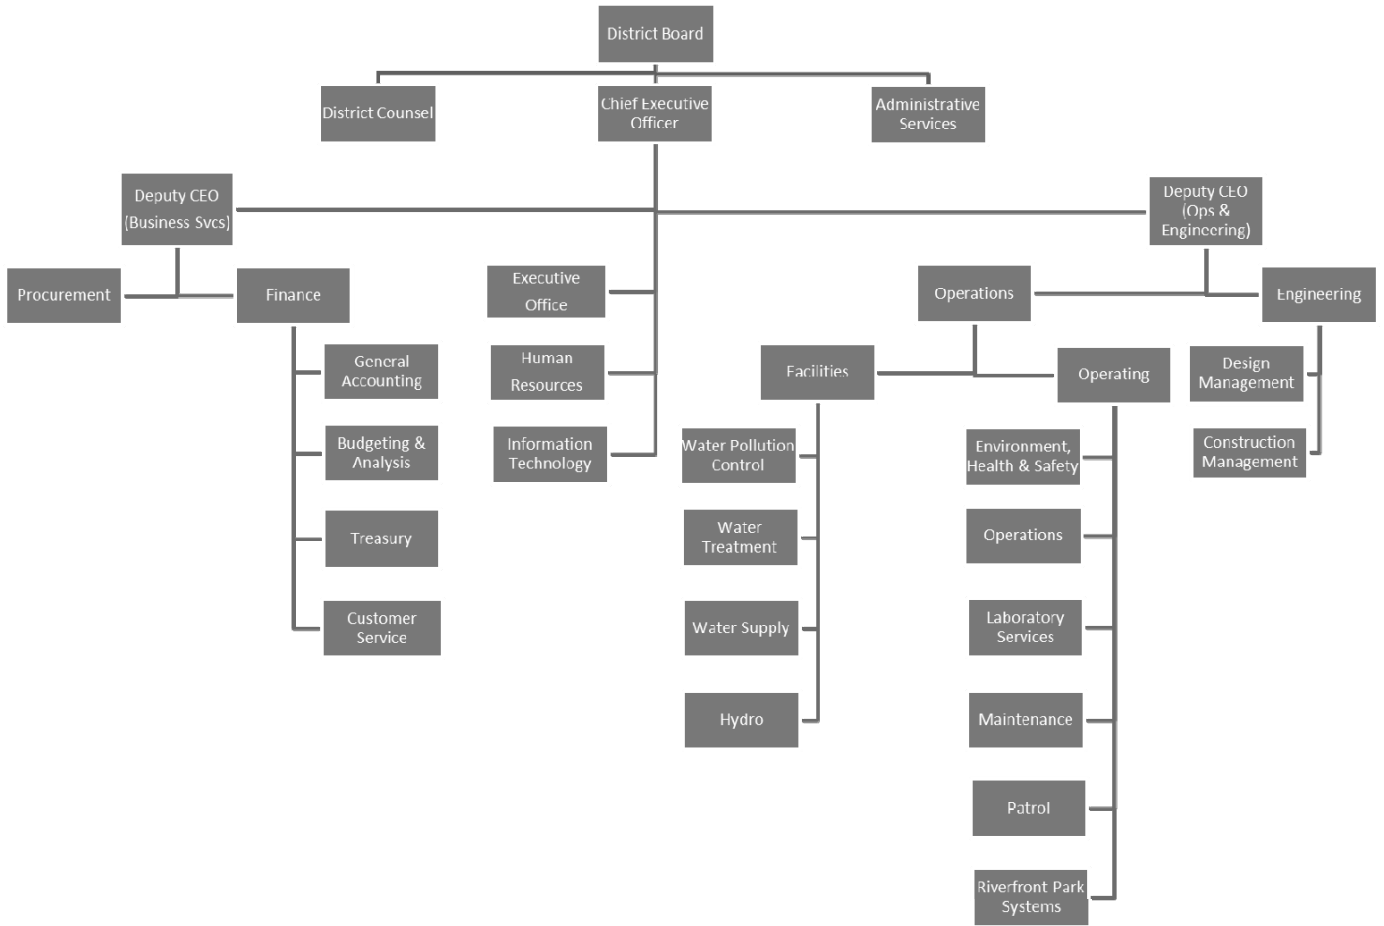 District Board
District Counsel
Chief Executive
Officer
Administrative
Services
Deputy CEO
(Business Svcs)
Deputy CEO
(Ops &
Engineering)
Procurement
Finance
Executive
Office
Operations
Engineering
General
Accounting
Human
Resources
Facilities
Operating
Design
Management
Budgeting &
Analysis
Information
Technology
Water Pollution
Control
Environment,
Health & Safety
Construction
Management
Treasury
Water
Treatment
Operations
Customer
Service
Water Supply
Laboratory
Services
Hydro
Maintenance
Patrol
Riverfront Park
Systems